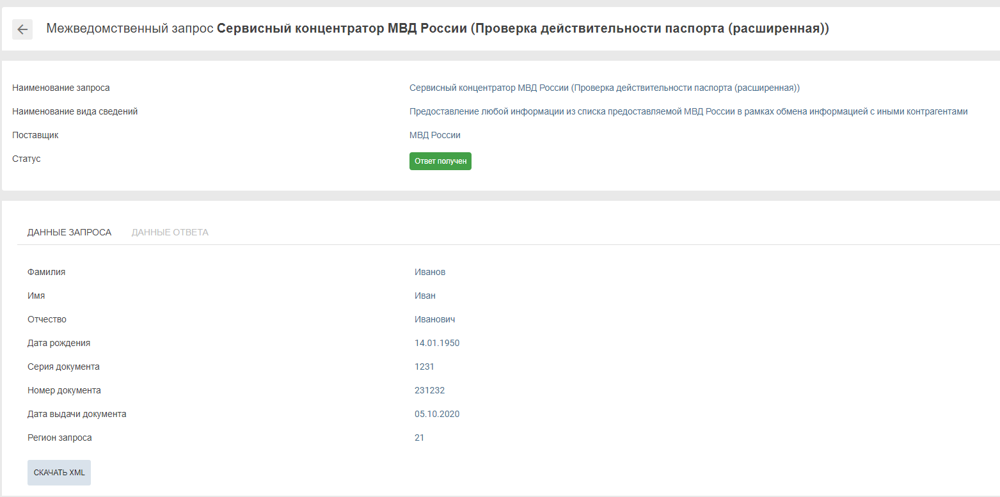 Межведомственный запрос Сервисный концентратор МВД России (Проверка действительности паспорта (расширенная))
Наименование запроса Сервисный концентратор МВД России (Проверка действительности паспорта (расширенная))
Наименование вида сведений Предоставление любой информации из списка предоставляемой МВД России в рамках обмена информацией с иными контрагентами
Поставщик МВД России
Статус Ответ получен
ДАННЫЕ ЗАПРОСА ДАННЫЕ ОТВЕТА
Фамилия Иванов
Имя Иван
Отчество Иванович
Дата рождения 14.01.1950
Серия документа 1231
Номер документа 231232
Дата выдачи документа 05.10.2020
Регион запроса 21
СКАЧАТЬ XML